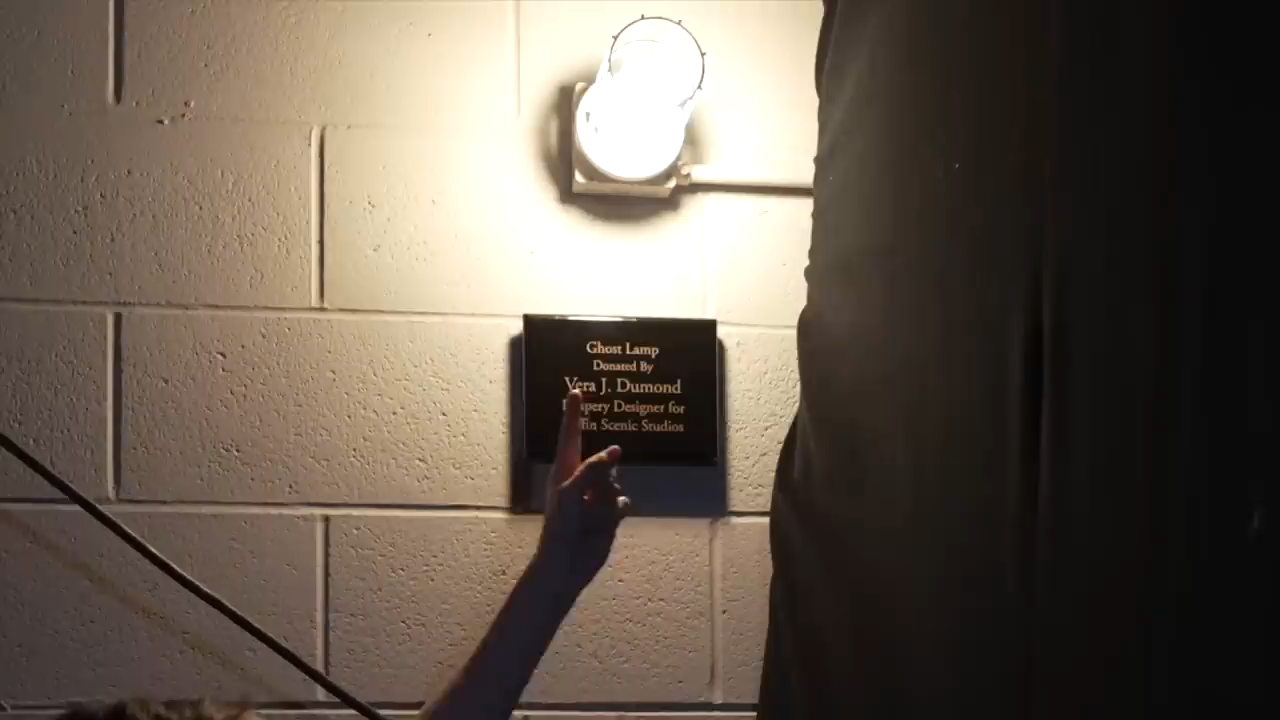 Ghost Lamp
Donated By
Vera J. Dumond
Designer for
Scenic Studios